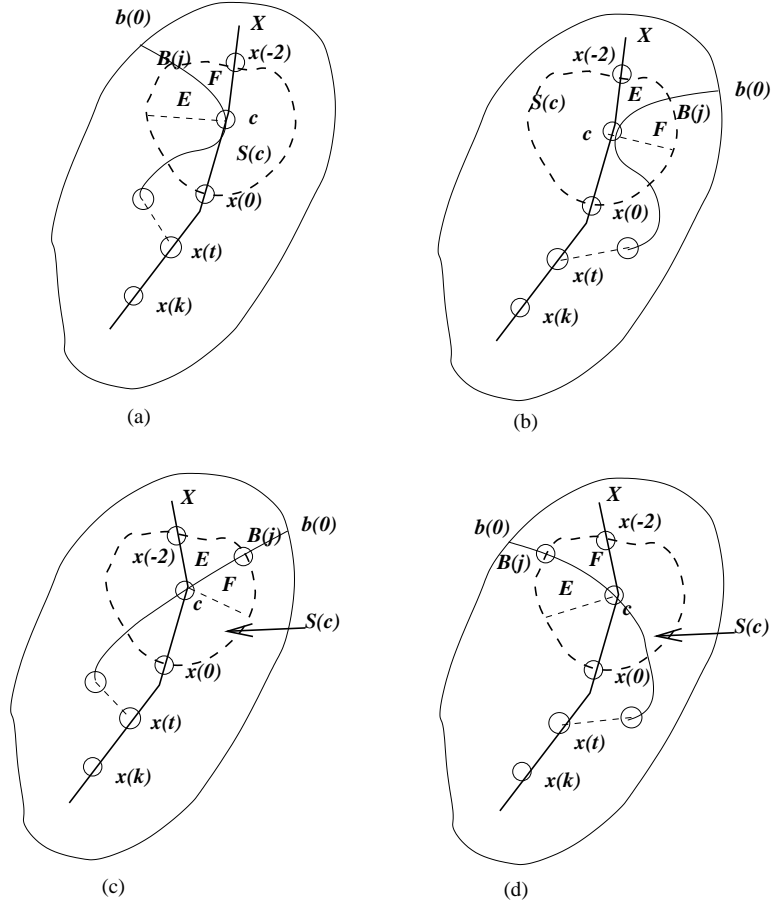 b(0)
X
B(j)
x(-2)
F
E
c
S(c)
x(0)
x(t)
x(k)
(a)
X
x(-2)
b(0)
E
S(c)
B(j)
c
F
x(0)
x(t)
x(k)
(b)
X
b(0)
B(j)
x(-2)
E
F
c
S(c)
x(0)
x(t)
x(k)
(c)
X
b(0)
x(-2)
B(j)
F
E
c
S(c)
x(0)
x(t)
x(k)
(d)